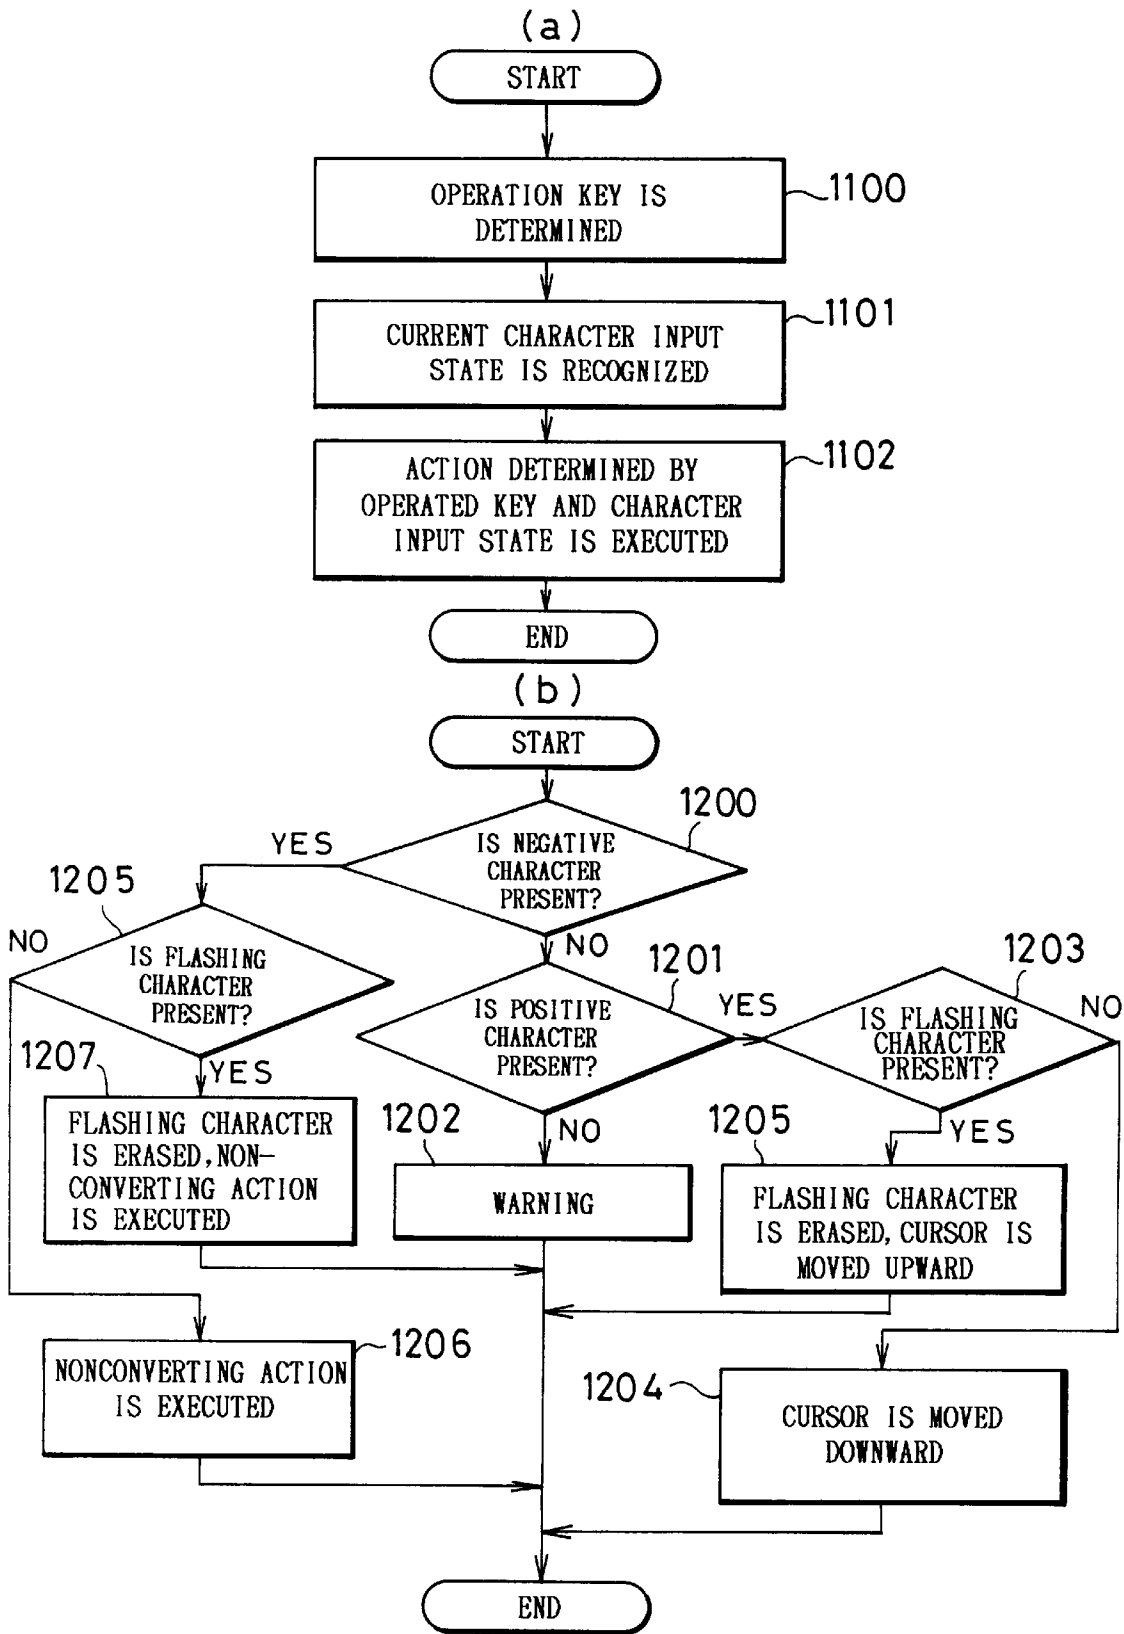 (a)
START
OPERATION KEY IS
DETERMINED
1100
CURRENT CHARACTER INPUT
STATE IS RECOGNIZED
1101
ACTION DETERMINED BY
OPERATED KEY AND CHARACTER
INPUT STATE IS EXECUTED
1102
END
(b)
START
1200
IS NEGATIVE
CHARACTER
PRESENT?
YES
NO
1205
IS FLASHING
CHARACTER
PRESENT?
NO
YES
1201
IS POSITIVE
CHARACTER
PRESENT?
YES
NO
1203
IS FLASHING
CHARACTER
PRESENT?
NO
YES
1207
FLASHING CHARACTER
IS ERASED, NON-
CONVERTING ACTION
IS EXECUTED
1202
WARNING
1205
FLASHING CHARACTER
IS ERASED, CURSOR IS
MOVED UPWARD
1206
NONCONVERTING ACTION
IS EXECUTED
1204
CURSOR IS MOVED
DOWNWARD
END